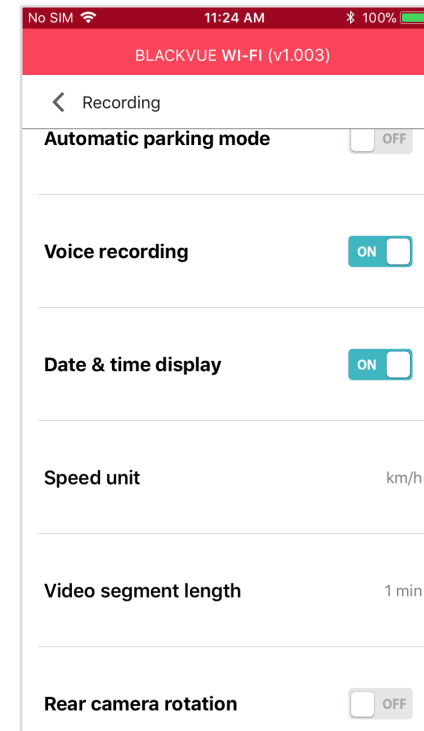 No SIM 11:24 AM 100%
BLACKVUE WI-FI (v1.003)
Recording
Automatic parking mode OFF
Voice recording ON
Date & time display ON
Speed unit km/h
Video segment length 1 min
Rear camera rotation OFF